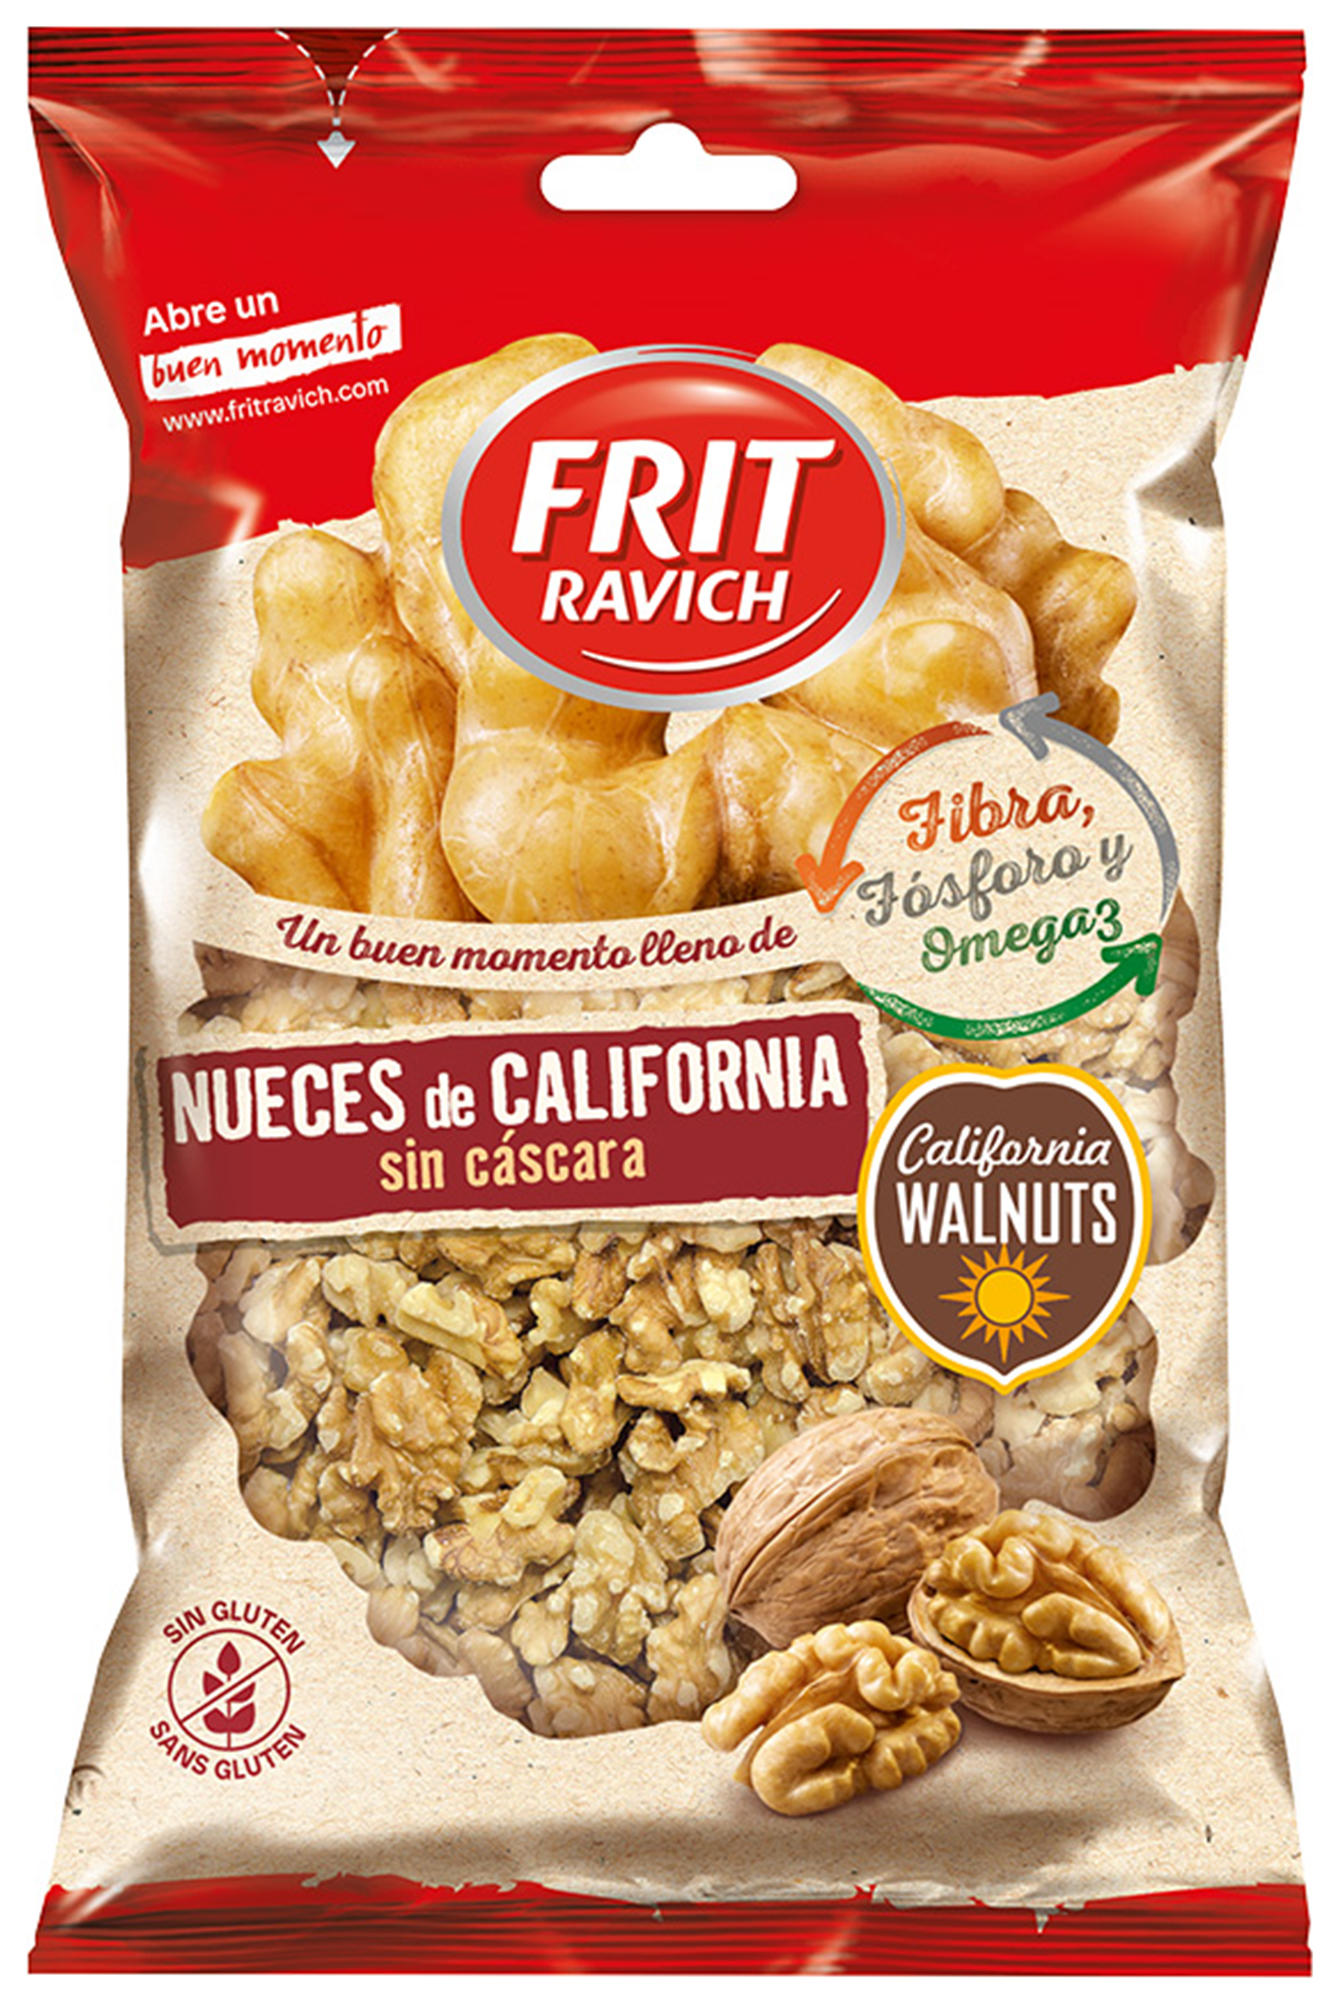 Abre un
buen momento
www.fritravich.com
FRIT
RAVICH
Fibra,
Fósforo y
Omega3
Un buen momento lleno de
NUECES de CALIFORNIA
sin cáscara
California
WALNUTS
SIN GLUTEN
SANS GLUTEN